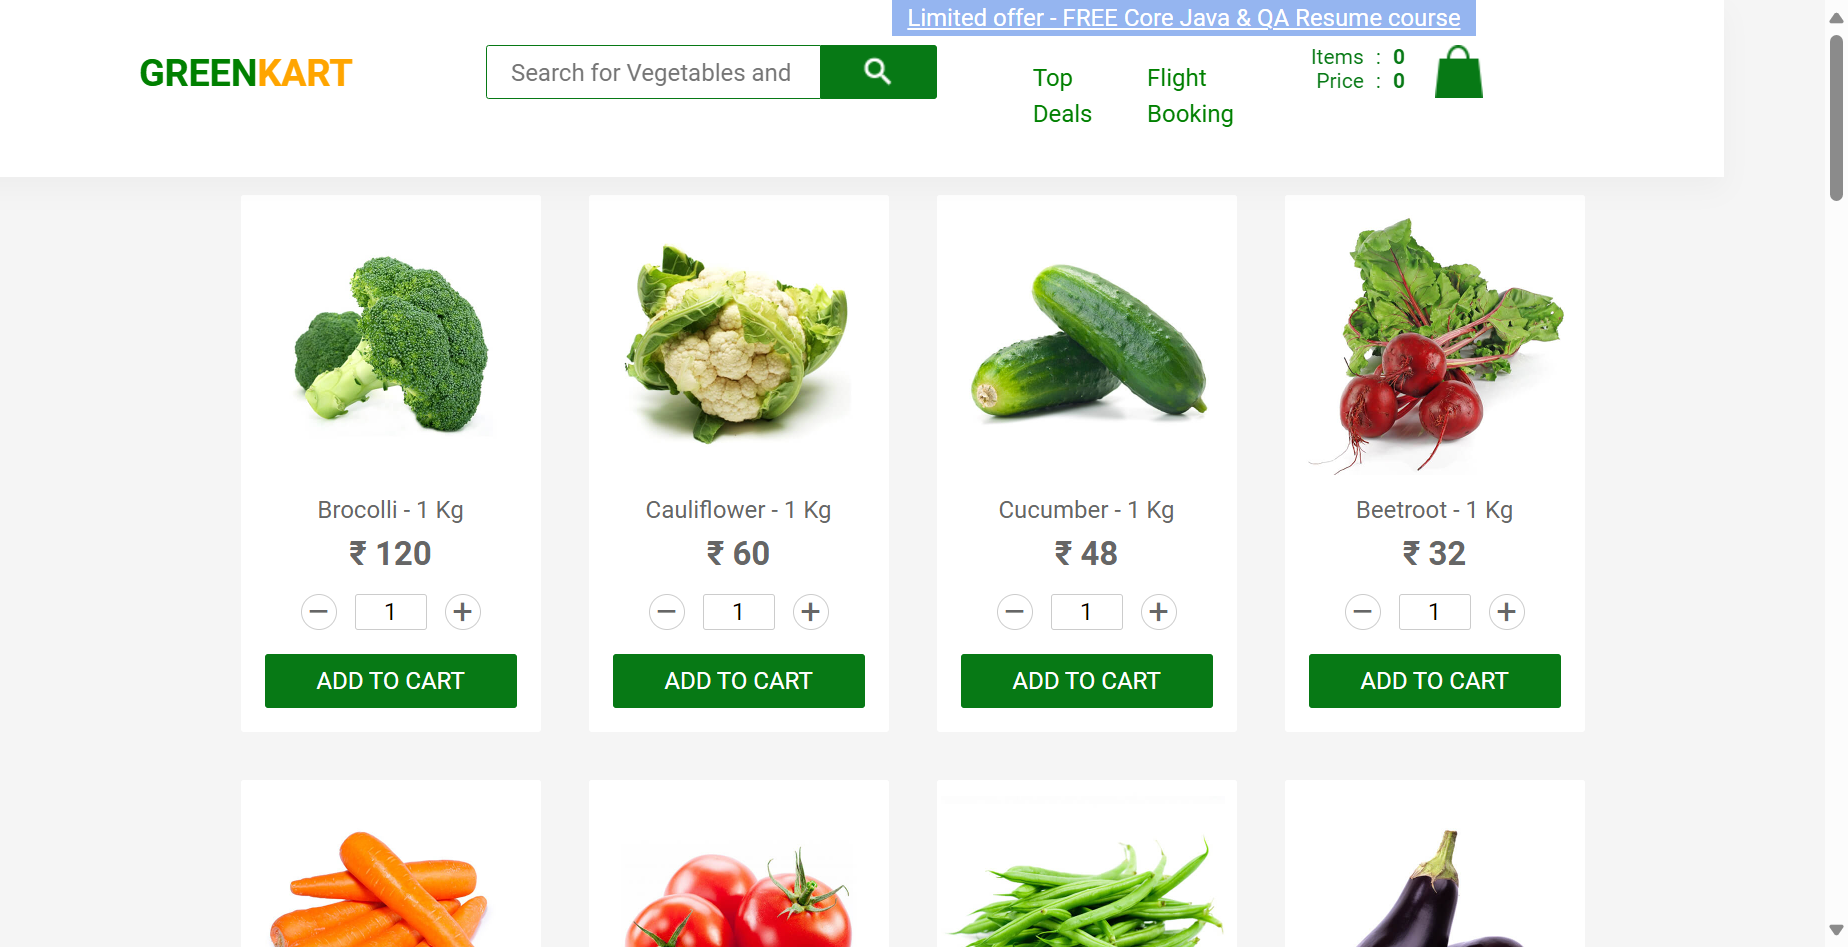 Limited offer - FREE Core Java & QA Resume course
GREENKART
Search for Vegetables and
Top
Deals
Flight
Booking
Items : 0
Price : 0
Brocolli - 1 Kg
₹ 120
− 1 +
ADD TO CART
Cauliflower - 1 Kg
₹ 60
− 1 +
ADD TO CART
Cucumber - 1 Kg
₹ 48
− 1 +
ADD TO CART
Beetroot - 1 Kg
₹ 32
− 1 +
ADD TO CART